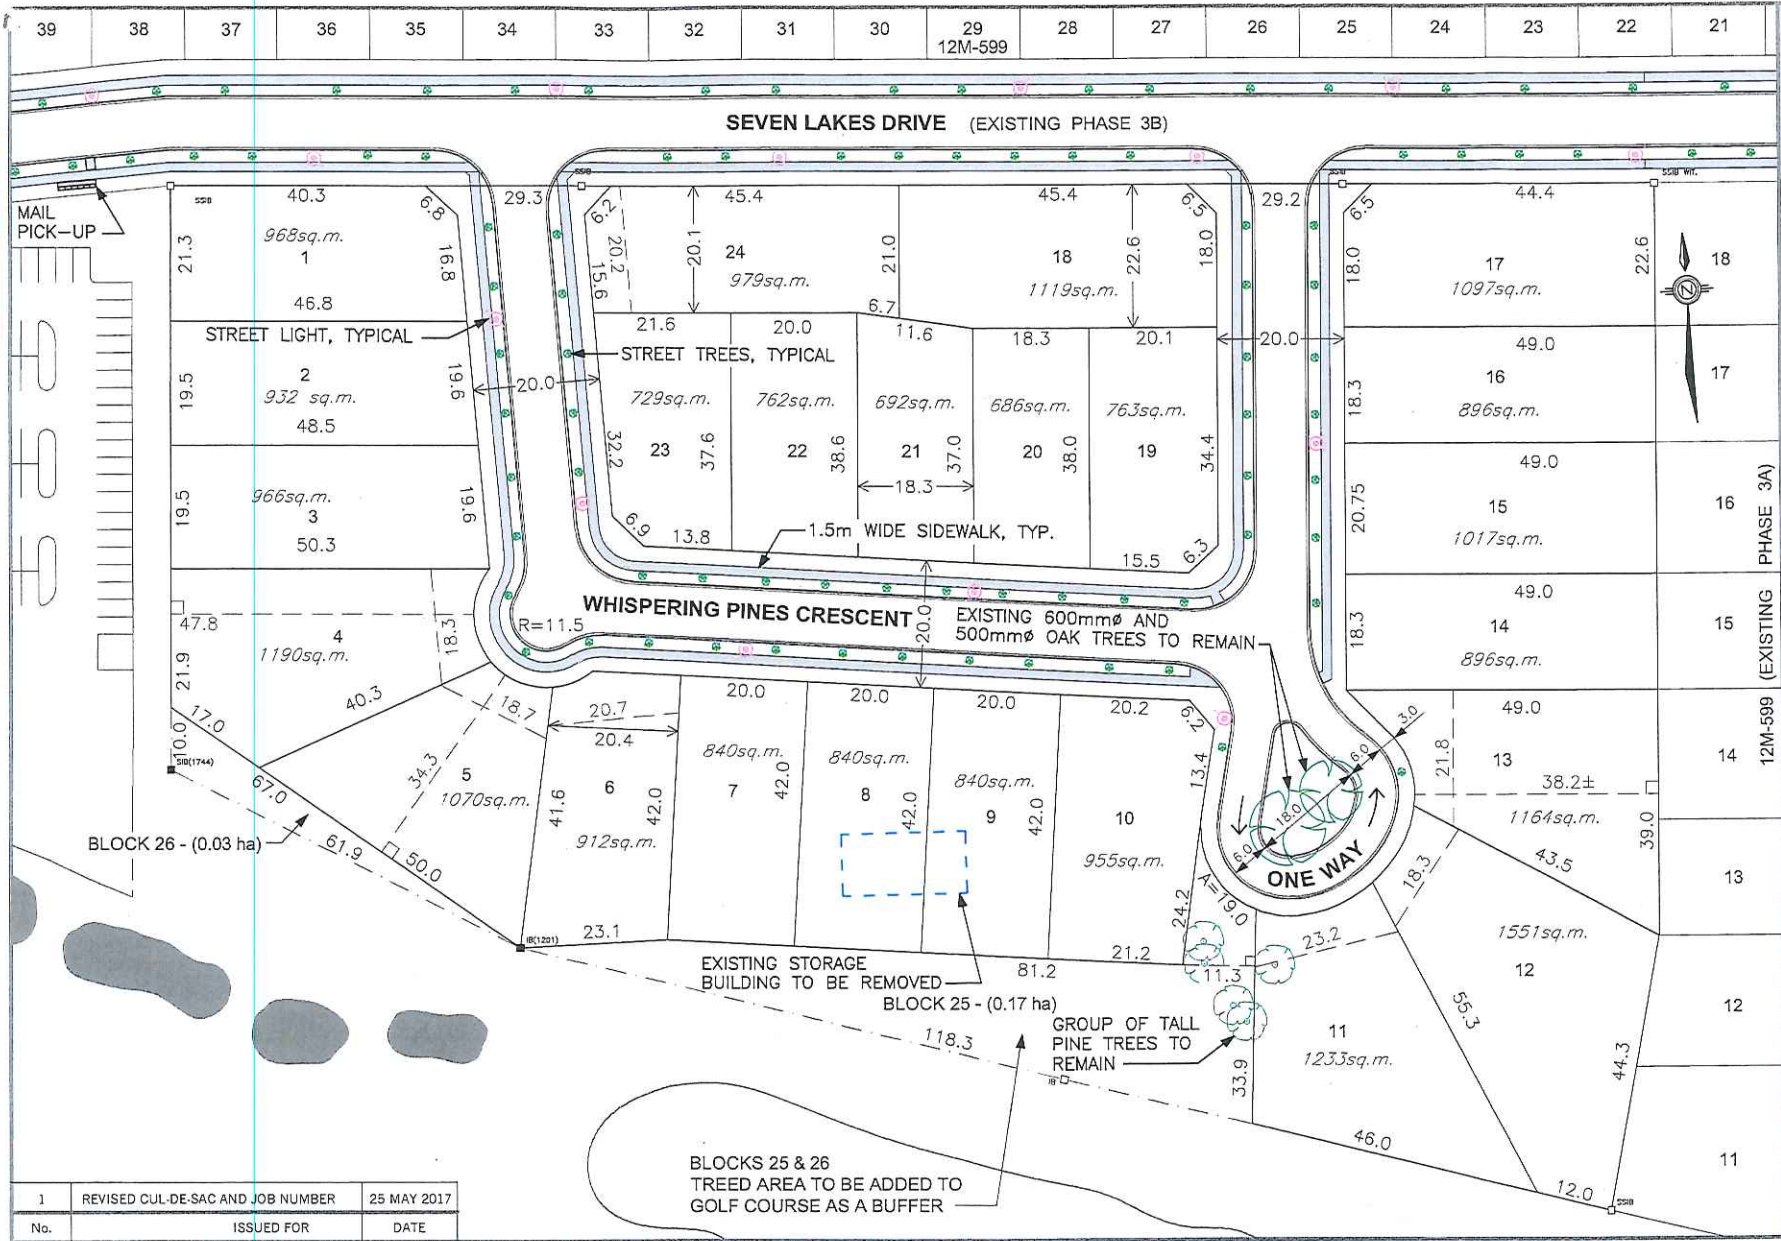 39 38 37 36 35 34 33 32 31 30 29 28 27 26 25 24 23 22 21
12M-599
SEVEN LAKES DRIVE (EXISTING PHASE 3B)
MAIL
PICK-UP
SSIB
40.3
6.8
21.3
968sq.m.
1
16.8
46.8
STREET LIGHT, TYPICAL
2
932 sq.m.
19.5
19.6
48.5
966sq.m.
3
19.5
19.6
50.3
29.3
20.0
SSIB
6.2
20.2
15.6
45.4
20.1
24
979sq.m.
21.0
6.7
45.4
6.5
18
1119sq.m.
22.6
18.0
21.6
20.0
11.6
18.3
20.1
STREET TREES, TYPICAL
729sq.m.
762sq.m.
692sq.m.
686sq.m.
763sq.m.
32.2
23
37.6
22
38.6
21
37.0
20
38.0
19
34.4
18.3
6.9
13.8
1.5m WIDE SIDEWALK, TYP.
15.5
6.3
29.2
20.0
SSIB
6.5
44.4
SSIB WIT.
18.0
17
1097sq.m.
22.6
49.0
16
896sq.m.
18.3
49.0
15
1017sq.m.
20.75
49.0
14
896sq.m.
18.3
N
18
17
16
15
14
13
12
11
12M-599 (EXISTING PHASE 3A)
WHISPERING PINES CRESCENT
20.0
R=11.5
EXISTING 600mmø AND
500mmø OAK TREES TO REMAIN
47.8
4
1190sq.m.
18.3
21.9
40.3
17.0
10.0
SIB(1744)
67.0
BLOCK 26 - (0.03 ha)
61.9
50.0
18.7
34.3
5
1070sq.m.
20.7
20.4
41.6
6
912sq.m.
42.0
23.1
IB(1201)
20.0
840sq.m.
7
42.0
20.0
840sq.m.
8
42.0
20.0
840sq.m.
9
42.0
20.2
6.2
10
955sq.m.
13.4
24.2
21.2
81.2
EXISTING STORAGE
BUILDING TO BE REMOVED
BLOCK 25 - (0.17 ha)
118.3
IB
3.0
6.0
18.0
6.0
ONE WAY
A=19.0
49.0
21.8
13
38.2±
1164sq.m.
39.0
43.5
18.3
23.2
11.3
1551sq.m.
12
55.3
44.3
GROUP OF TALL
PINE TREES TO
REMAIN
33.9
11
1233sq.m.
46.0
12.0
SSIB
BLOCKS 25 & 26
TREED AREA TO BE ADDED TO
GOLF COURSE AS A BUFFER
1 REVISED CUL-DE-SAC AND JOB NUMBER 25 MAY 2017
No. ISSUED FOR DATE